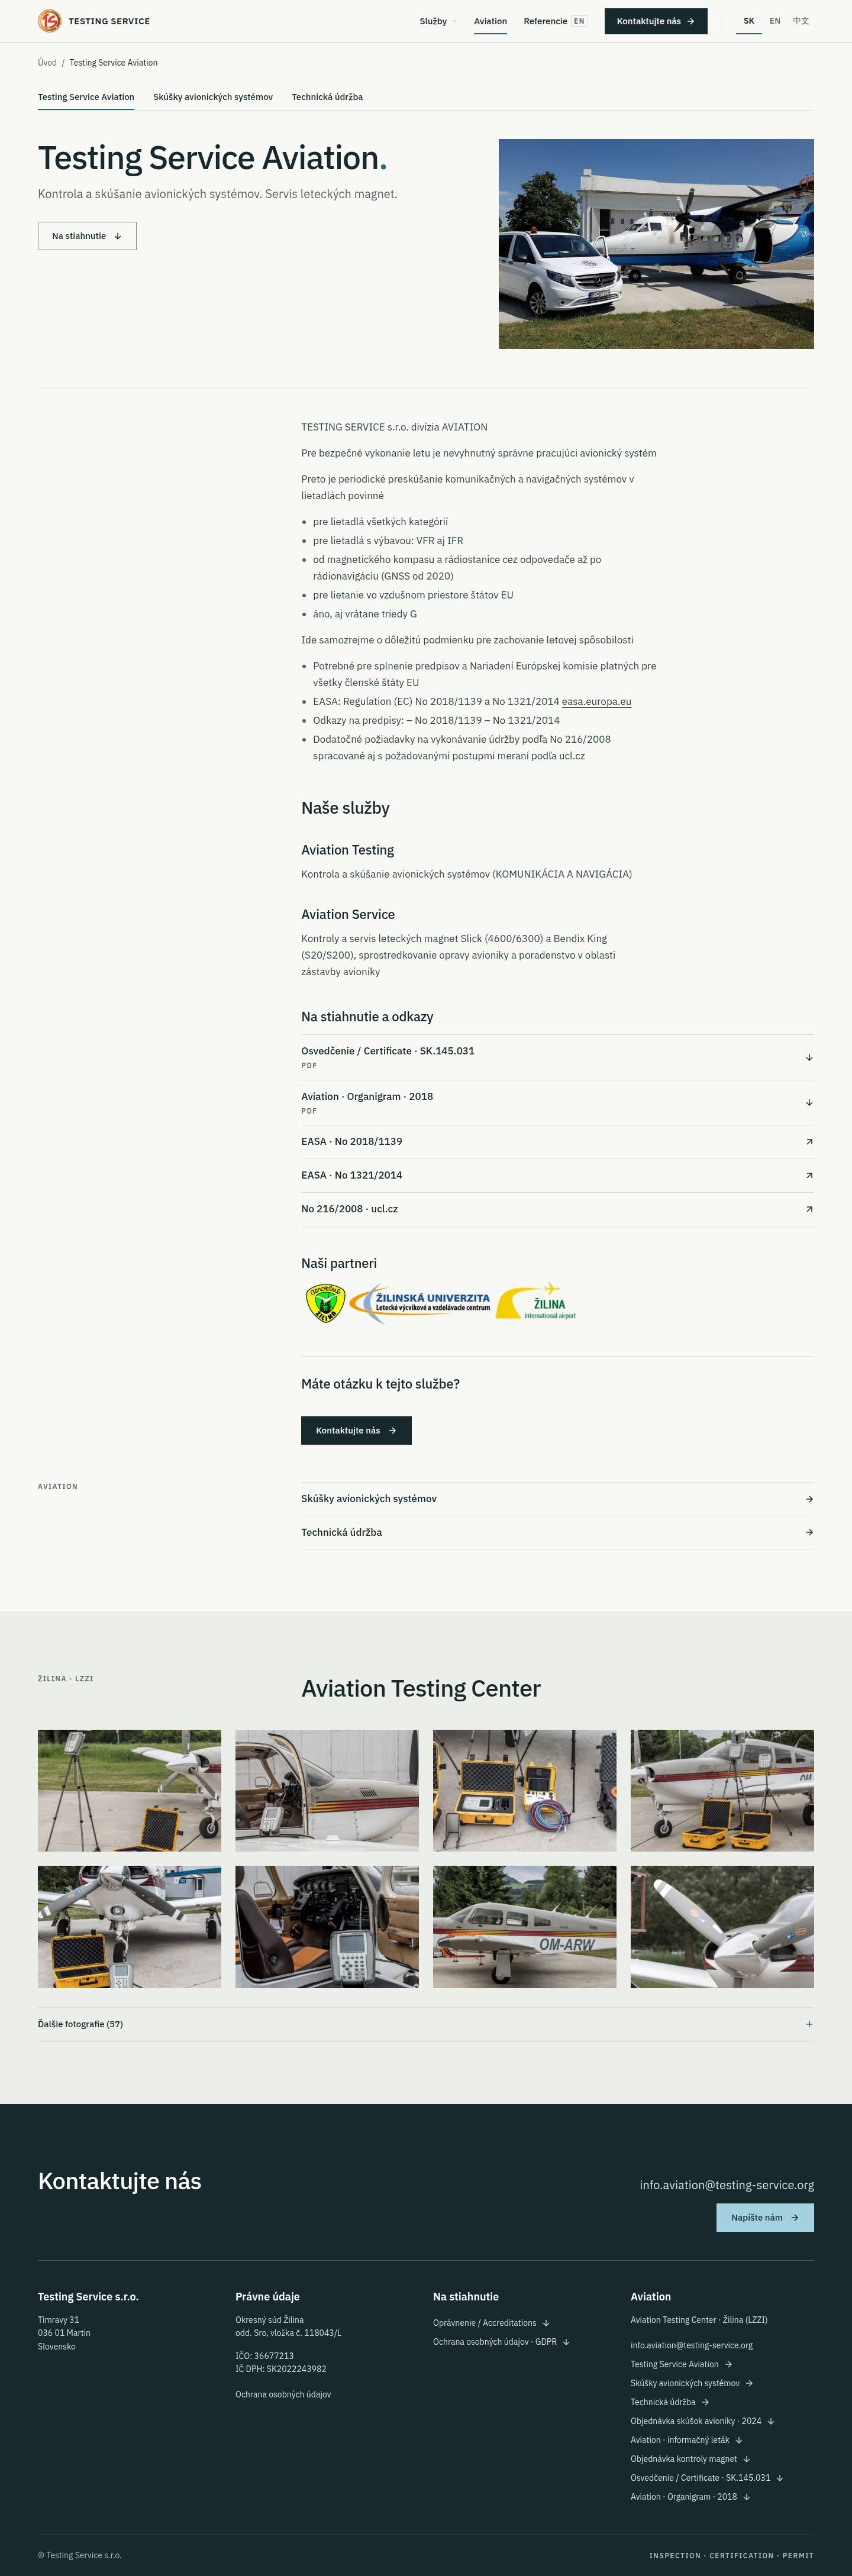 TESTING SERVICE
Služby
Aviation
Referencie EN
Kontaktujte nás →
SK EN 中文
Úvod / Testing Service Aviation
Testing Service Aviation
Skúšky avionických systémov
Technická údržba
Testing Service Aviation.
Kontrola a skúšanie avionických systémov. Servis leteckých magnet.
Na stiahnutie ↓
TESTING SERVICE s.r.o. divízia AVIATION
Pre bezpečné vykonanie letu je nevyhnutný správne pracujúci avionický systém
Preto je periodické preskúšanie komunikačných a navigačných systémov v
lietadlách povinné
• pre lietadlá všetkých kategórií
• pre lietadlá s výbavou: VFR aj IFR
• od magnetického kompasu a rádiostanice cez odpovedače až po
rádionavigáciu (GNSS od 2020)
• pre lietanie vo vzdušnom priestore štátov EU
• áno, aj vrátane triedy G
Ide samozrejme o dôležitú podmienku pre zachovanie letovej spôsobilosti
• Potrebné pre splnenie predpisov a Nariadení Európskej komisie platných pre
všetky členské štáty EU
• EASA: Regulation (EC) No 2018/1139 a No 1321/2014 easa.europa.eu
• Odkazy na predpisy: – No 2018/1139 – No 1321/2014
• Dodatočné požiadavky na vykonávanie údržby podľa No 216/2008
spracované aj s požadovanými postupmi meraní podľa ucl.cz
Naše služby
Aviation Testing
Kontrola a skúšanie avionických systémov (KOMUNIKÁCIA A NAVIGÁCIA)
Aviation Service
Kontroly a servis leteckých magnet Slick (4600/6300) a Bendix King
(S20/S200), sprostredkovanie opravy avioniky a poradenstvo v oblasti
zástavby avioniky
Na stiahnutie a odkazy
Osvedčenie / Certificate · SK.145.031 ↓
PDF
Aviation · Organigram · 2018 ↓
PDF
EASA · No 2018/1139 ↗
EASA · No 1321/2014 ↗
No 216/2008 · ucl.cz ↗
Naši partneri
ŽILINA
ŽILINSKÁ UNIVERZITA
Letecké výcvikové a vzdelávacie centrum
ŽILINA
international airport
Máte otázku k tejto službe?
Kontaktujte nás →
AVIATION
Skúšky avionických systémov →
Technická údržba →
ŽILINA · LZZI
Aviation Testing Center
OM-ARW
Ďalšie fotografie (57) +
Kontaktujte nás
info.aviation@testing-service.org
Napíšte nám →
Testing Service s.r.o.
Timravy 31
036 01 Martin
Slovensko
Právne údaje
Okresný súd Žilina
odd. Sro, vložka č. 118043/L
IČO: 36677213
IČ DPH: SK2022243982
Ochrana osobných údajov
Na stiahnutie
Oprávnenie / Accreditations ↓
Ochrana osobných údajov · GDPR ↓
Aviation
Aviation Testing Center · Žilina (LZZI)
info.aviation@testing-service.org
Testing Service Aviation →
Skúšky avionických systémov →
Technická údržba →
Objednávka skúšok avioniky · 2024 ↓
Aviation · informačný leták ↓
Objednávka kontroly magnet ↓
Osvedčenie / Certificate · SK.145.031 ↓
Aviation · Organigram · 2018 ↓
© Testing Service s.r.o.
INSPECTION · CERTIFICATION · PERMIT